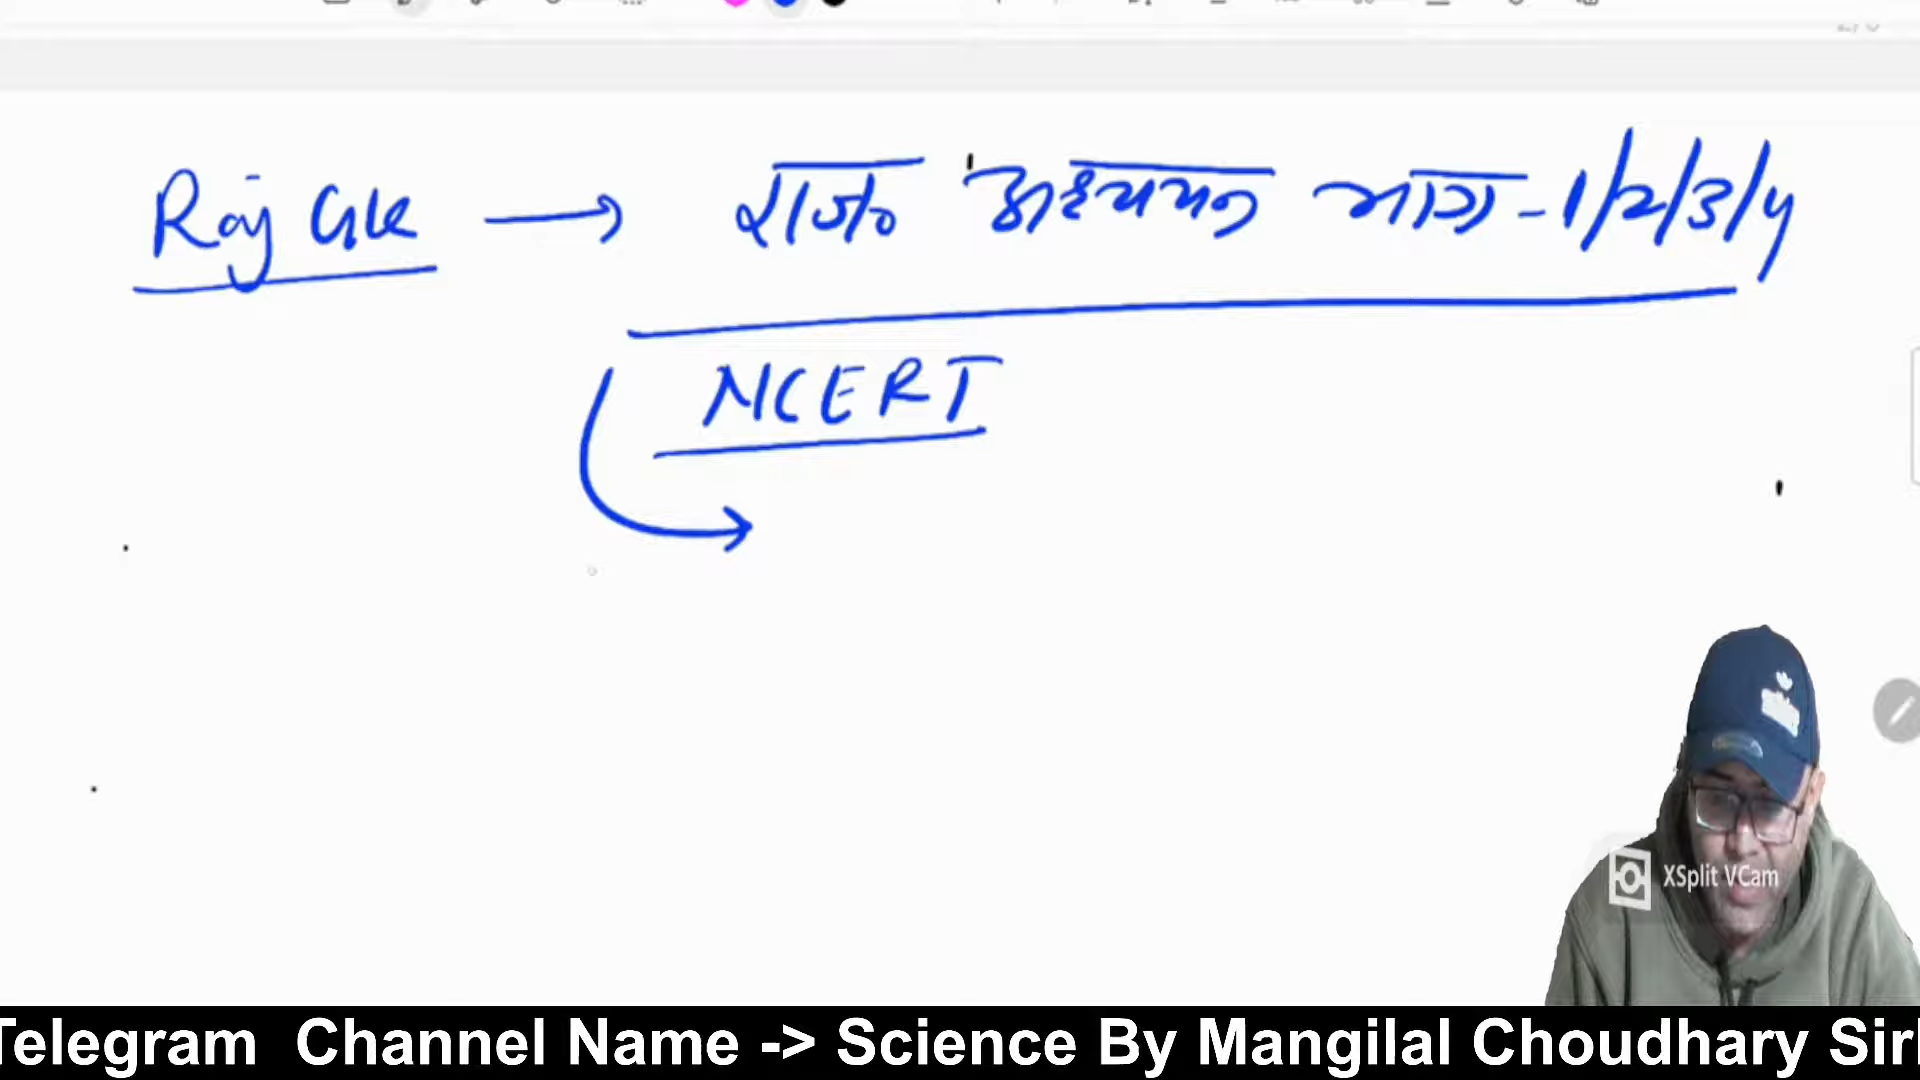 Raj GK → राज० अध्ययन भाग - 1/2/3/4
NCERT
XSplit VCam
Telegram Channel Name -> Science By Mangilal Choudhary Sir